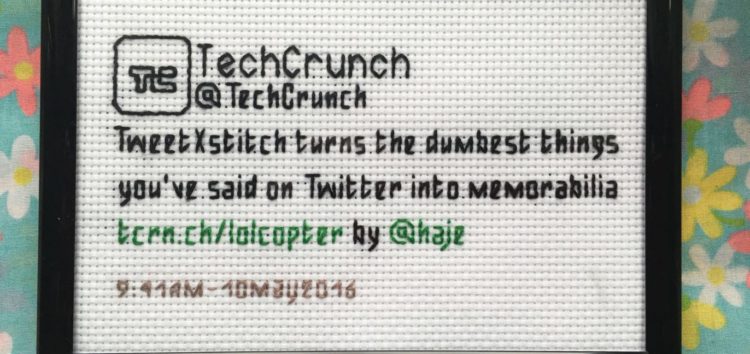 TC
TechCrunch
@TechCrunch
TweetXstitch turns the dumbest things
you've said on Twitter into memorabilia
tcrn.ch/lolcopter by @haje
9:41AM-10May2016